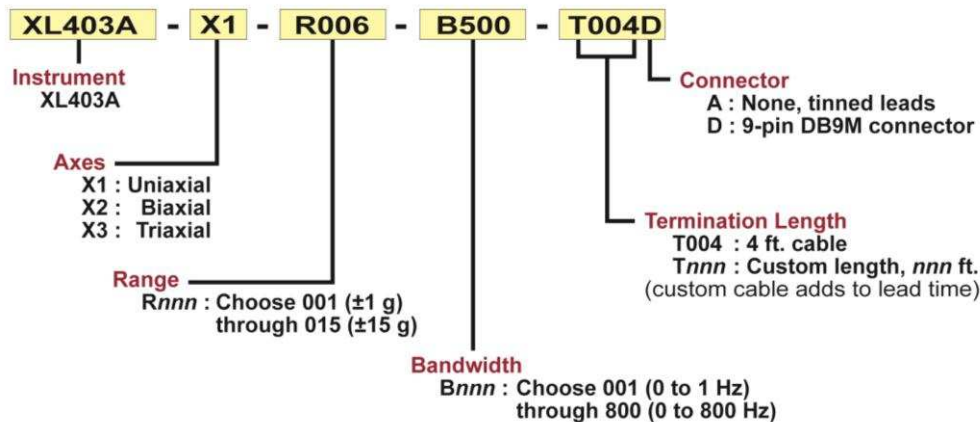 XL403A - X1 - R006 - B500 - T004D
Instrument
XL403A
Connector
A : None, tinned leads
D : 9-pin DB9M connector
Axes
X1 : Uniaxial
X2 : Biaxial
X3 : Triaxial
Termination Length
T004 : 4 ft. cable
Tnnn : Custom length, nnn ft.
(custom cable adds to lead time)
Range
Rnnn : Choose 001 (±1 g)
through 015 (±15 g)
Bandwidth
Bnnn : Choose 001 (0 to 1 Hz)
through 800 (0 to 800 Hz)